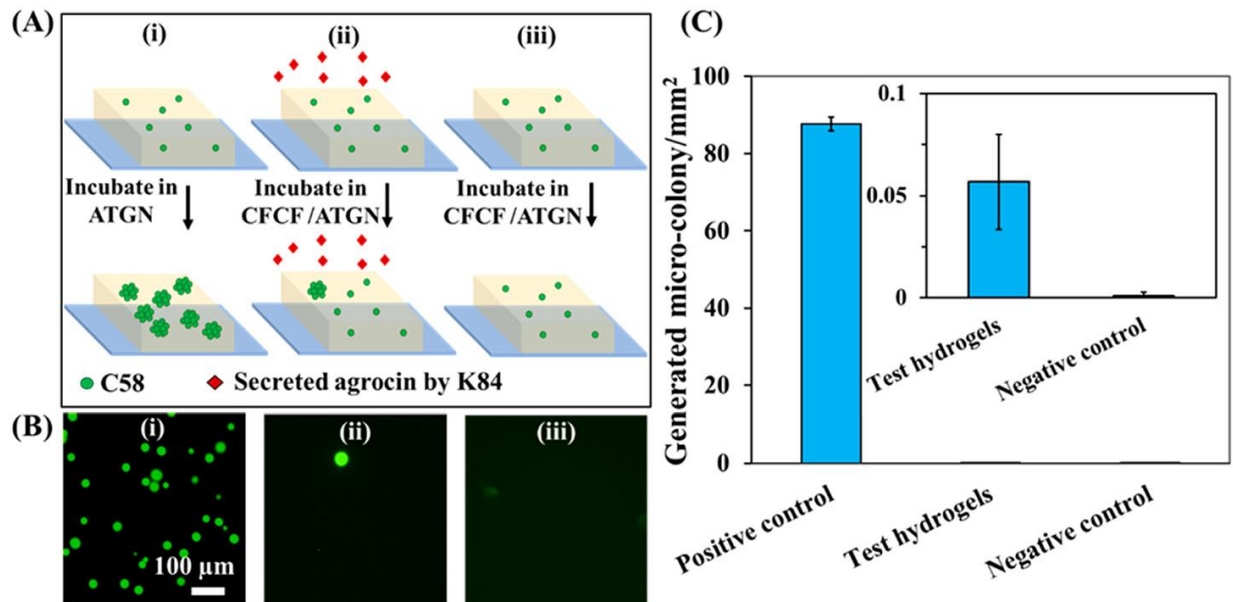 (A)
(i)
(ii)
(iii)
Incubate in
ATGN
Incubate in
CFCF/ATGN
Incubate in
CFCF/ATGN
C58
Secreted agrocin by K84
(B)
(i)
(ii)
(iii)
100 µm
(C)
Generated micro-colony/mm²
100
80
60
40
20
0
0.1
0.05
0
Test hydrogels
Negative control
Positive control
Test hydrogels
Negative control